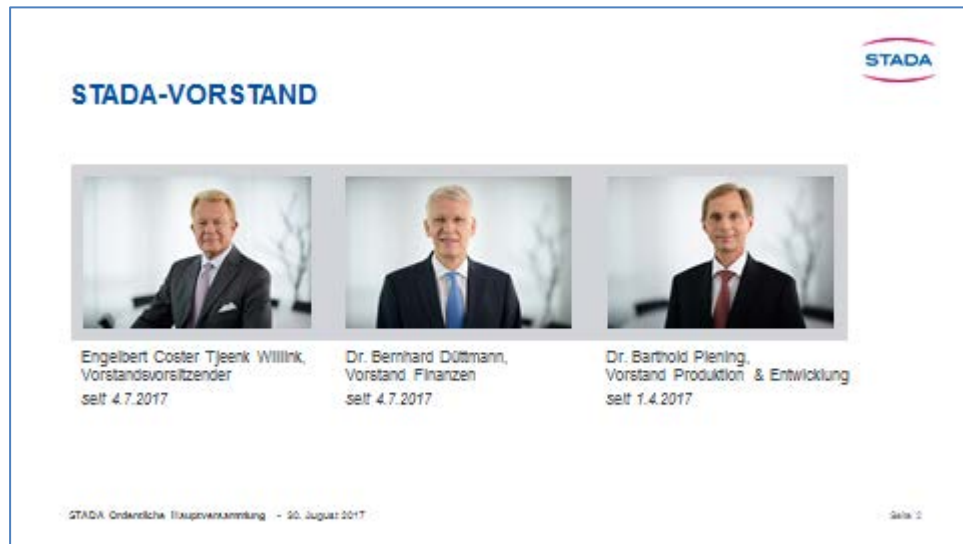 STADA
STADA-VORSTAND
Engelbert Coster Tjeenk Willink,
Vorstandsvorsitzender
seit 4.7.2017
Dr. Bernhard Düttmann,
Vorstand Finanzen
seit 4.7.2017
Dr. Barthold Piening,
Vorstand Produktion & Entwicklung
seit 1.4.2017
STADA Ordentliche Hauptversammlung - 30. August 2017
Seite